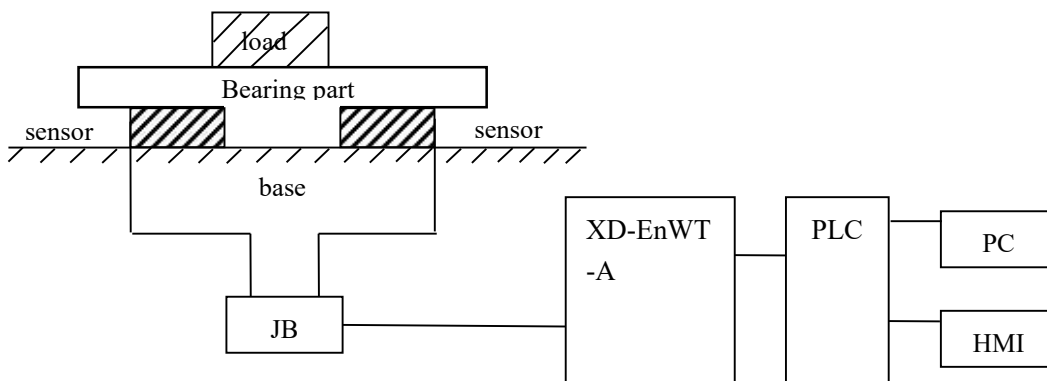 load
Bearing part
sensor
sensor
base
XD-EnWT
-A
PLC
PC
JB
HMI